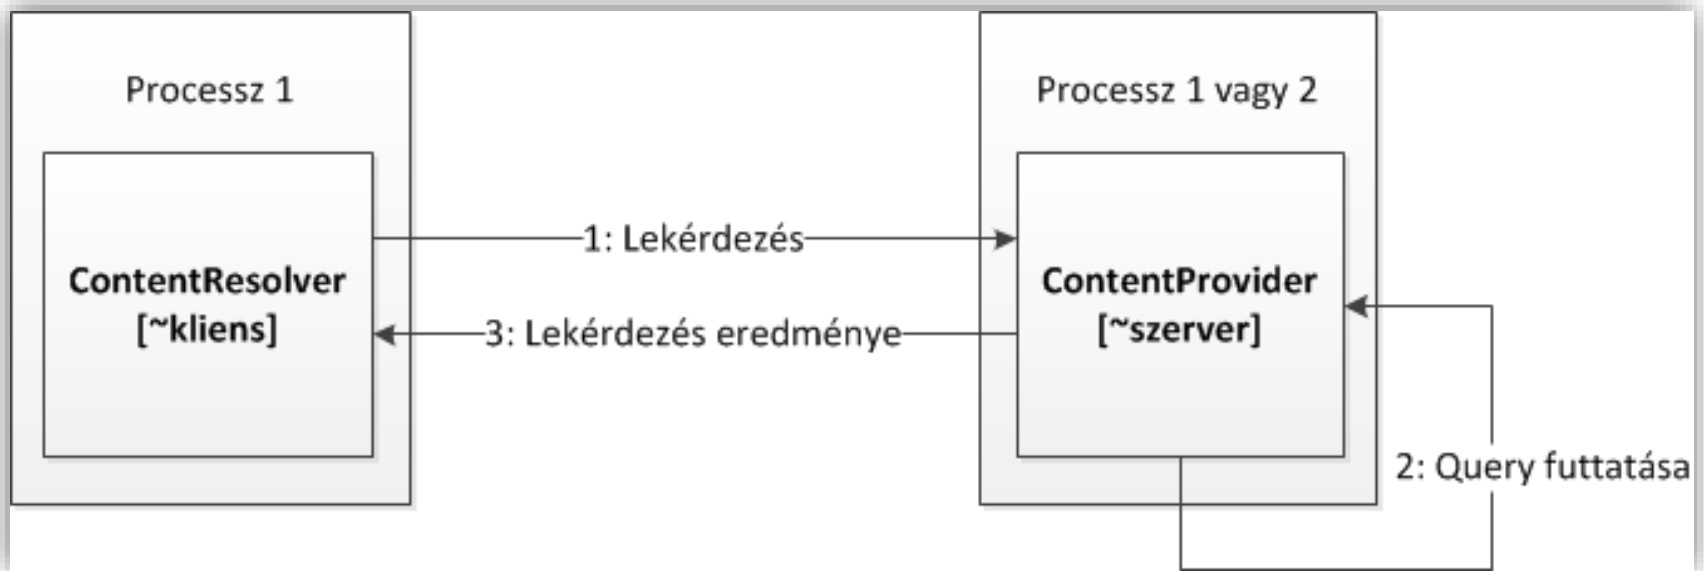 Processz 1
ContentResolver
[~kliens]
1: Lekérdezés
3: Lekérdezés eredménye
Processz 1 vagy 2
ContentProvider
[~szerver]
2: Query futtatása